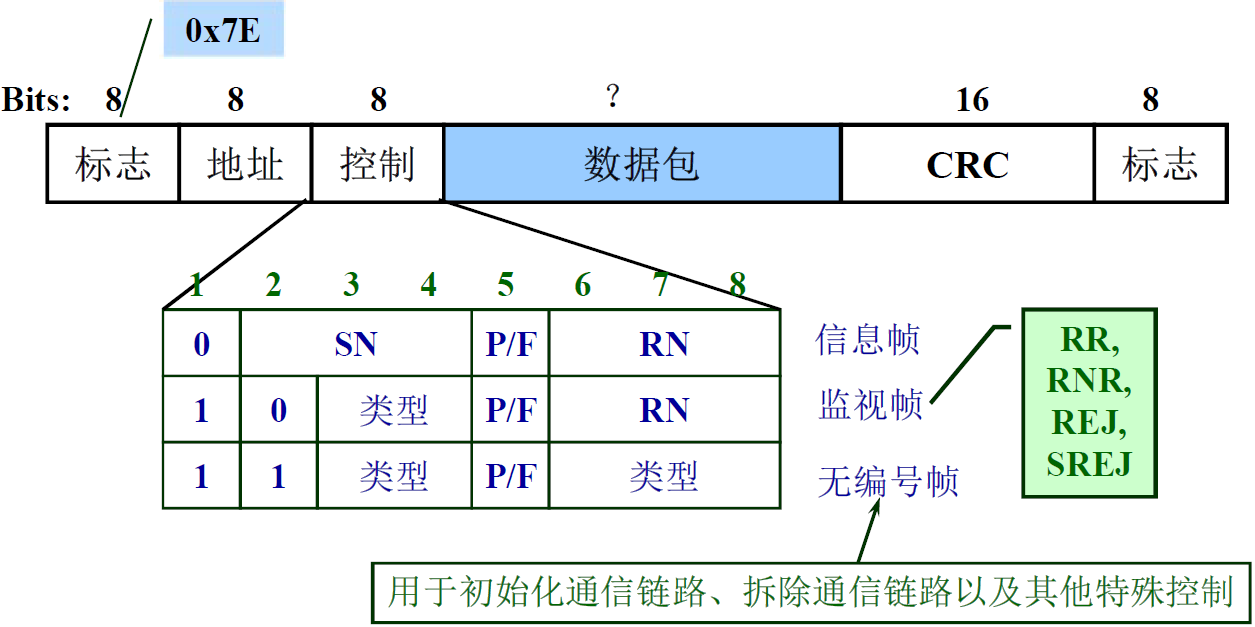 0x7E
Bits: 8 8 8 ? 16 8
标志 地址 控制 数据包 CRC 标志
1 2 3 4 5 6 7 8
0 SN P/F RN 信息帧
1 0 类型 P/F RN 监视帧
1 1 类型 P/F 类型 无编号帧
RR,
RNR,
REJ,
SREJ
用于初始化通信链路、拆除通信链路以及其他特殊控制